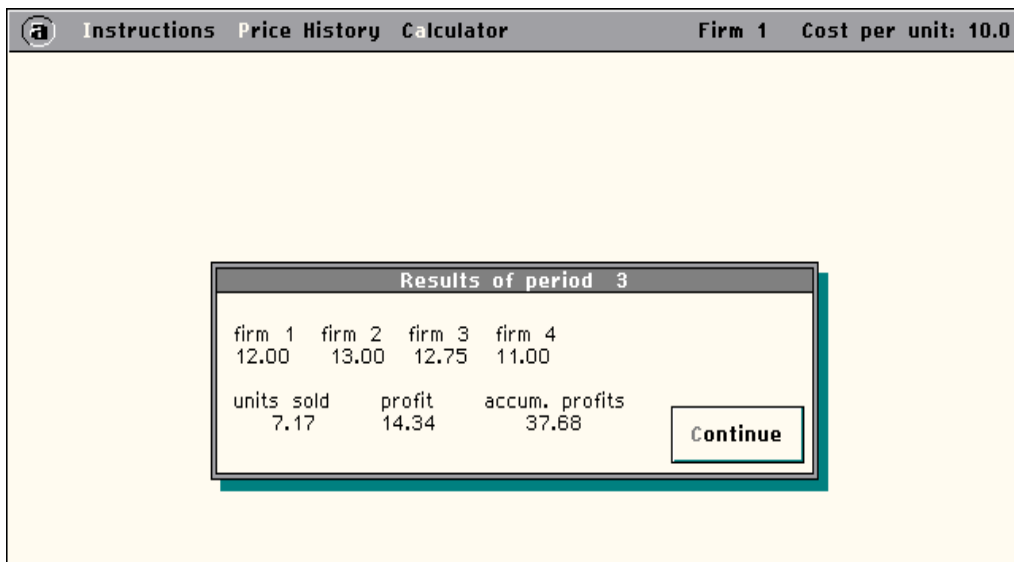 a Instructions Price History Calculator Firm 1 Cost per unit: 10.0
Results of period 3
firm 1 firm 2 firm 3 firm 4
12.00 13.00 12.75 11.00
units sold profit accum. profits
7.17 14.34 37.68
Continue